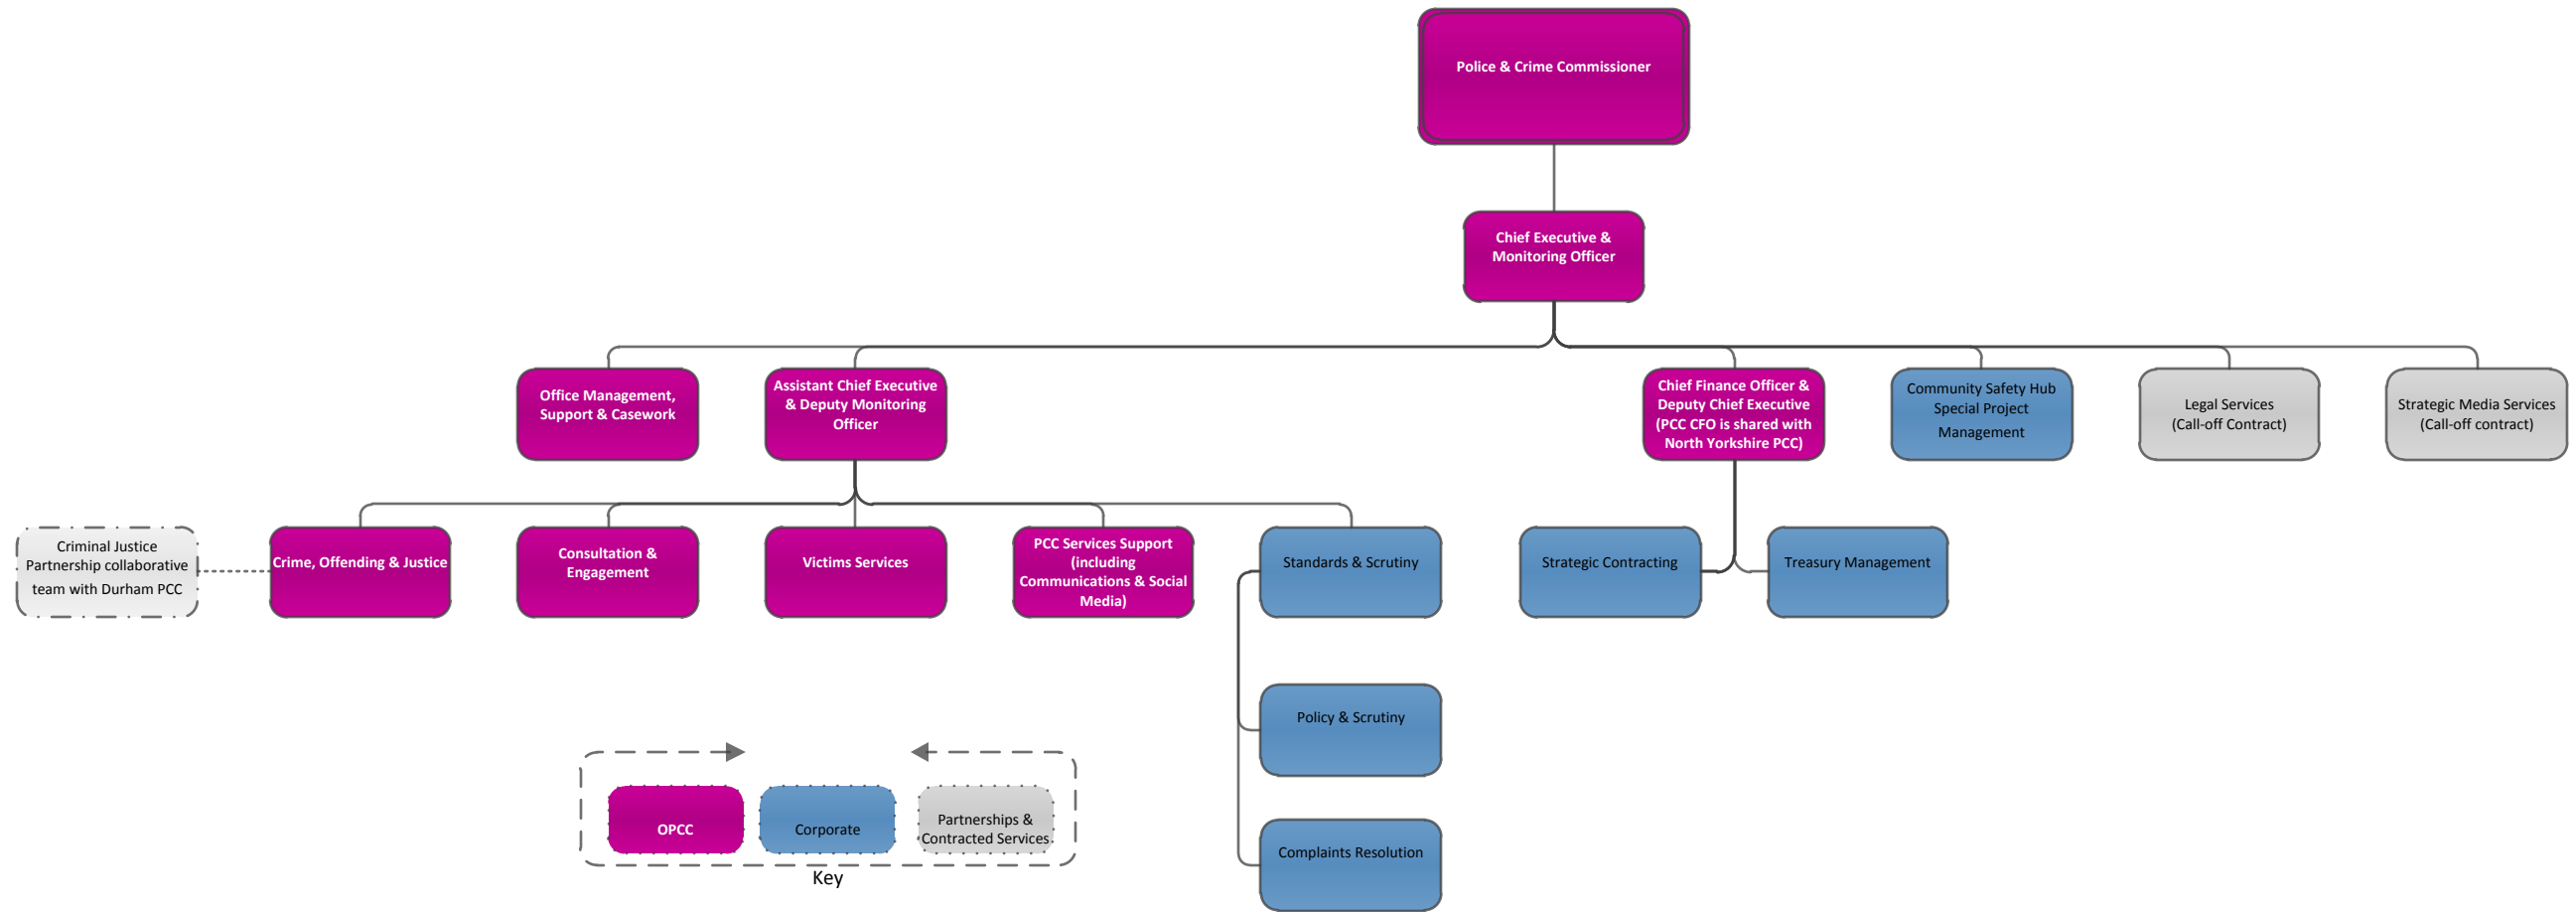 Police & Crime Commissioner
Chief Executive &
Monitoring Officer
Office Management,
Support & Casework
Assistant Chief Executive
& Deputy Monitoring
Officer
Chief Finance Officer &
Deputy Chief Executive
(PCC CFO is shared with
North Yorkshire PCC)
Community Safety Hub
Special Project
Management
Legal Services
(Call-off Contract)
Strategic Media Services
(Call-off contract)
Criminal Justice
Partnership collaborative
team with Durham PCC
Crime, Offending & Justice
Consultation &
Engagement
Victims Services
PCC Services Support
(including
Communications & Social
Media)
Standards & Scrutiny
Strategic Contracting
Treasury Management
Policy & Scrutiny
Complaints Resolution
OPCC
Corporate
Partnerships &
Contracted Services
Key